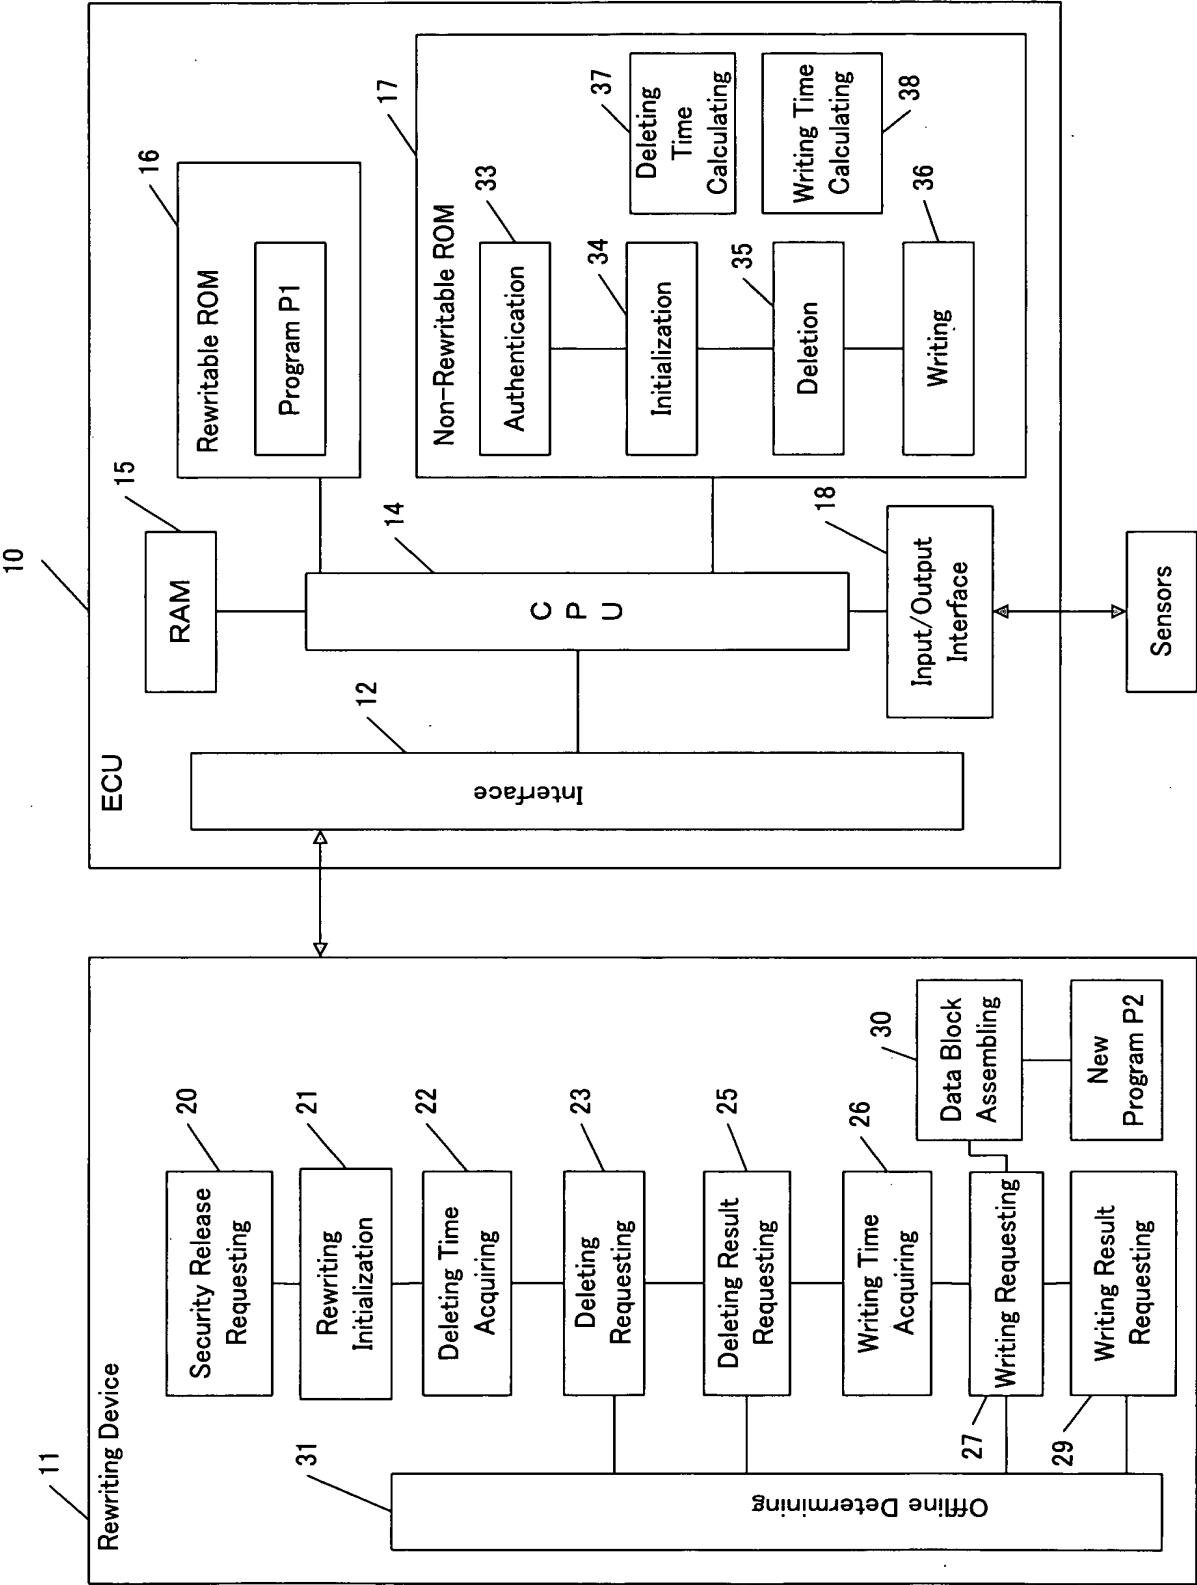 11
Rewriting Device
20
Security Release
Requesting
21
Rewriting
Initialization
22
Deleting Time
Acquiring
23
Deleting
Requesting
25
Deleting Result
Requesting
26
Writing Time
Acquiring
27
Writing Requesting
29
Writing Result
Requesting
30
Data Block
Assembling
New
Program P2
31
Offline Determining
10
ECU
12
Interface
14
C
P
U
15
RAM
16
Rewritable ROM
Program P1
17
Non-Rewritable ROM
33
Authentication
34
Initialization
35
Deletion
36
Writing
37
Deleting
Time
Calculating
38
Writing Time
Calculating
18
Input/Output
Interface
Sensors